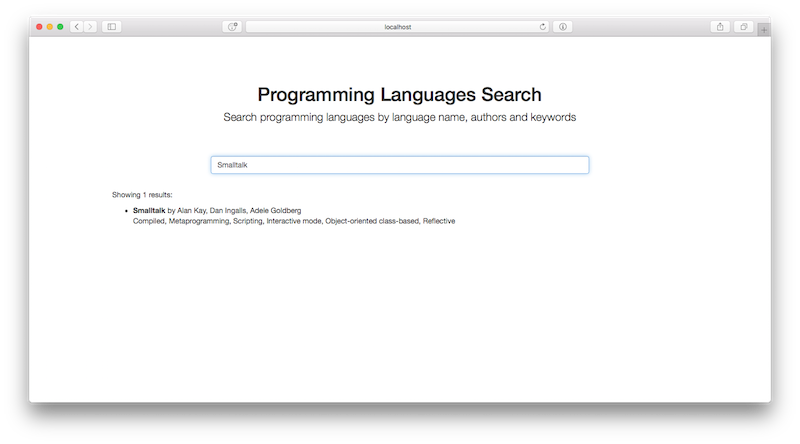 localhost
Programming Languages Search
Search programming languages by language name, authors and keywords
Smalltalk
Showing 1 results:
• Smalltalk by Alan Kay, Dan Ingalls, Adele Goldberg
Compiled, Metaprogramming, Scripting, Interactive mode, Object-oriented class-based, Reflective